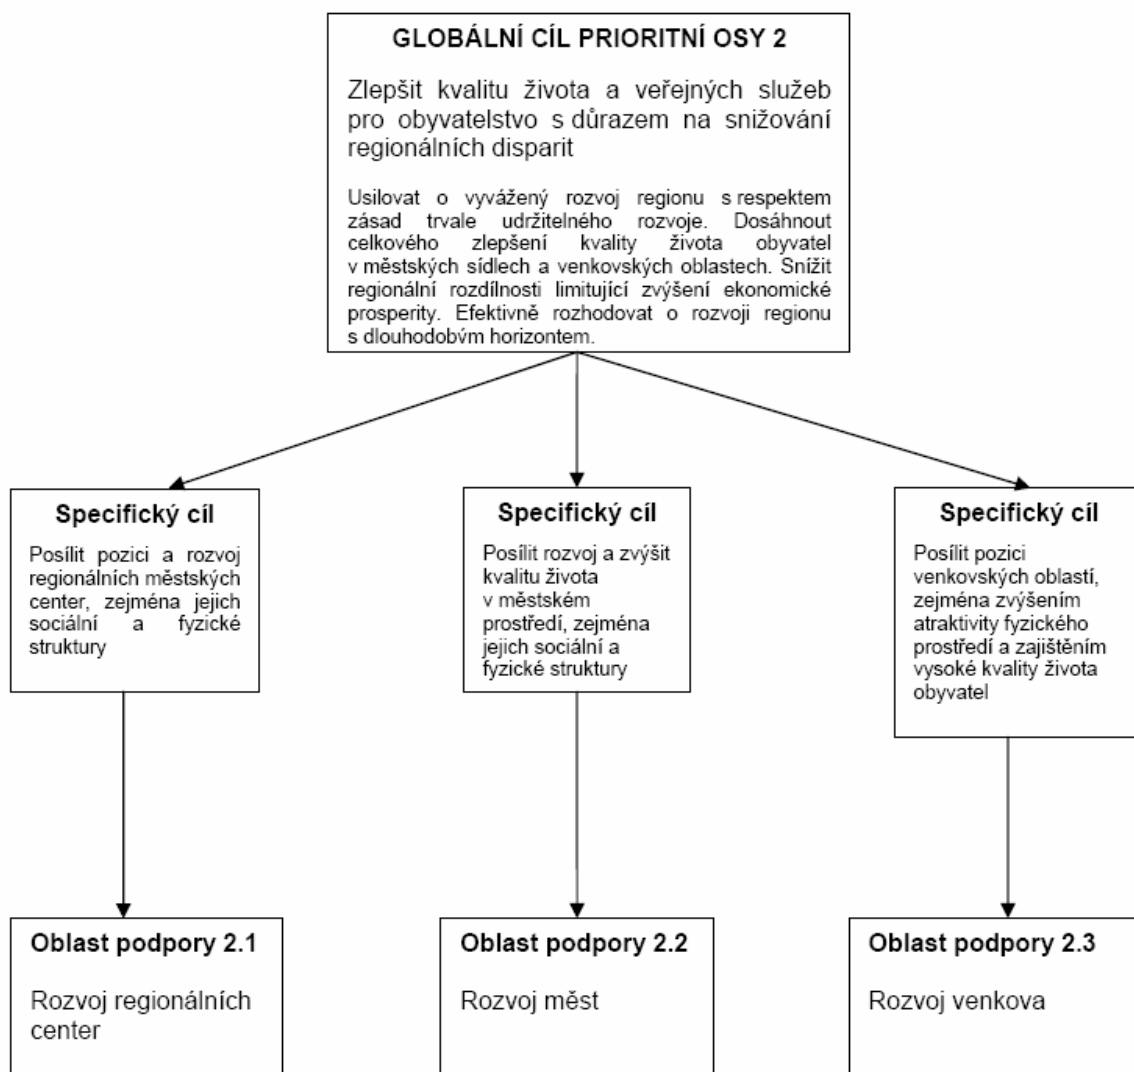 GLOBÁLNÍ CÍL PRIORITNÍ OSY 2
Zlepšit kvalitu života a veřejných služeb
pro obyvatelstvo s důrazem na snižování
regionálních disparit
Usilovat o vyvážený rozvoj regionu s respektem
zásad trvale udržitelného rozvoje. Dosáhnout
celkového zlepšení kvality života obyvatel
v městských sídlech a venkovských oblastech. Snížit
regionální rozdílnosti limitující zvýšení ekonomické
prosperity. Efektivně rozhodovat o rozvoji regionu
s dlouhodobým horizontem.
Specifický cíl
Posílit pozici a rozvoj
regionálních městských
center, zejména jejich
sociální a fyzické
struktury
Specifický cíl
Posílit rozvoj a zvýšit
kvalitu života
v městském
prostředí, zejména
jejich sociální a
fyzické struktury
Specifický cíl
Posílit pozici
venkovských oblastí,
zejména zvýšením
atraktivity fyzického
prostředí a zajištěním
vysoké kvality života
obyvatel
Oblast podpory 2.1
Rozvoj regionálních
center
Oblast podpory 2.2
Rozvoj měst
Oblast podpory 2.3
Rozvoj venkova